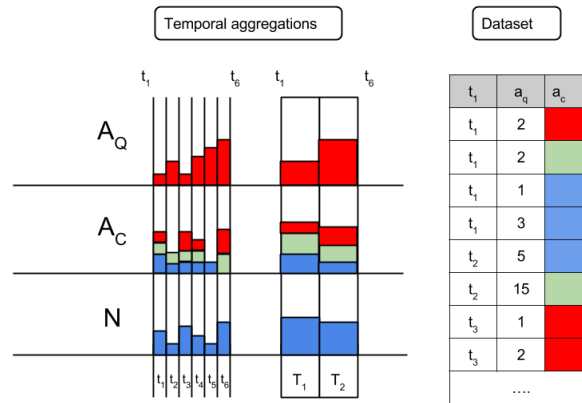 Temporal aggregations
Dataset
t1 t6 t1 t6
AQ
AC
N
t1 t2 t3 t4 t5 t6 T1 T2
t1 aq ac
t1 2
t1 2
t1 1
t1 3
t2 5
t2 15
t3 1
t3 2
....